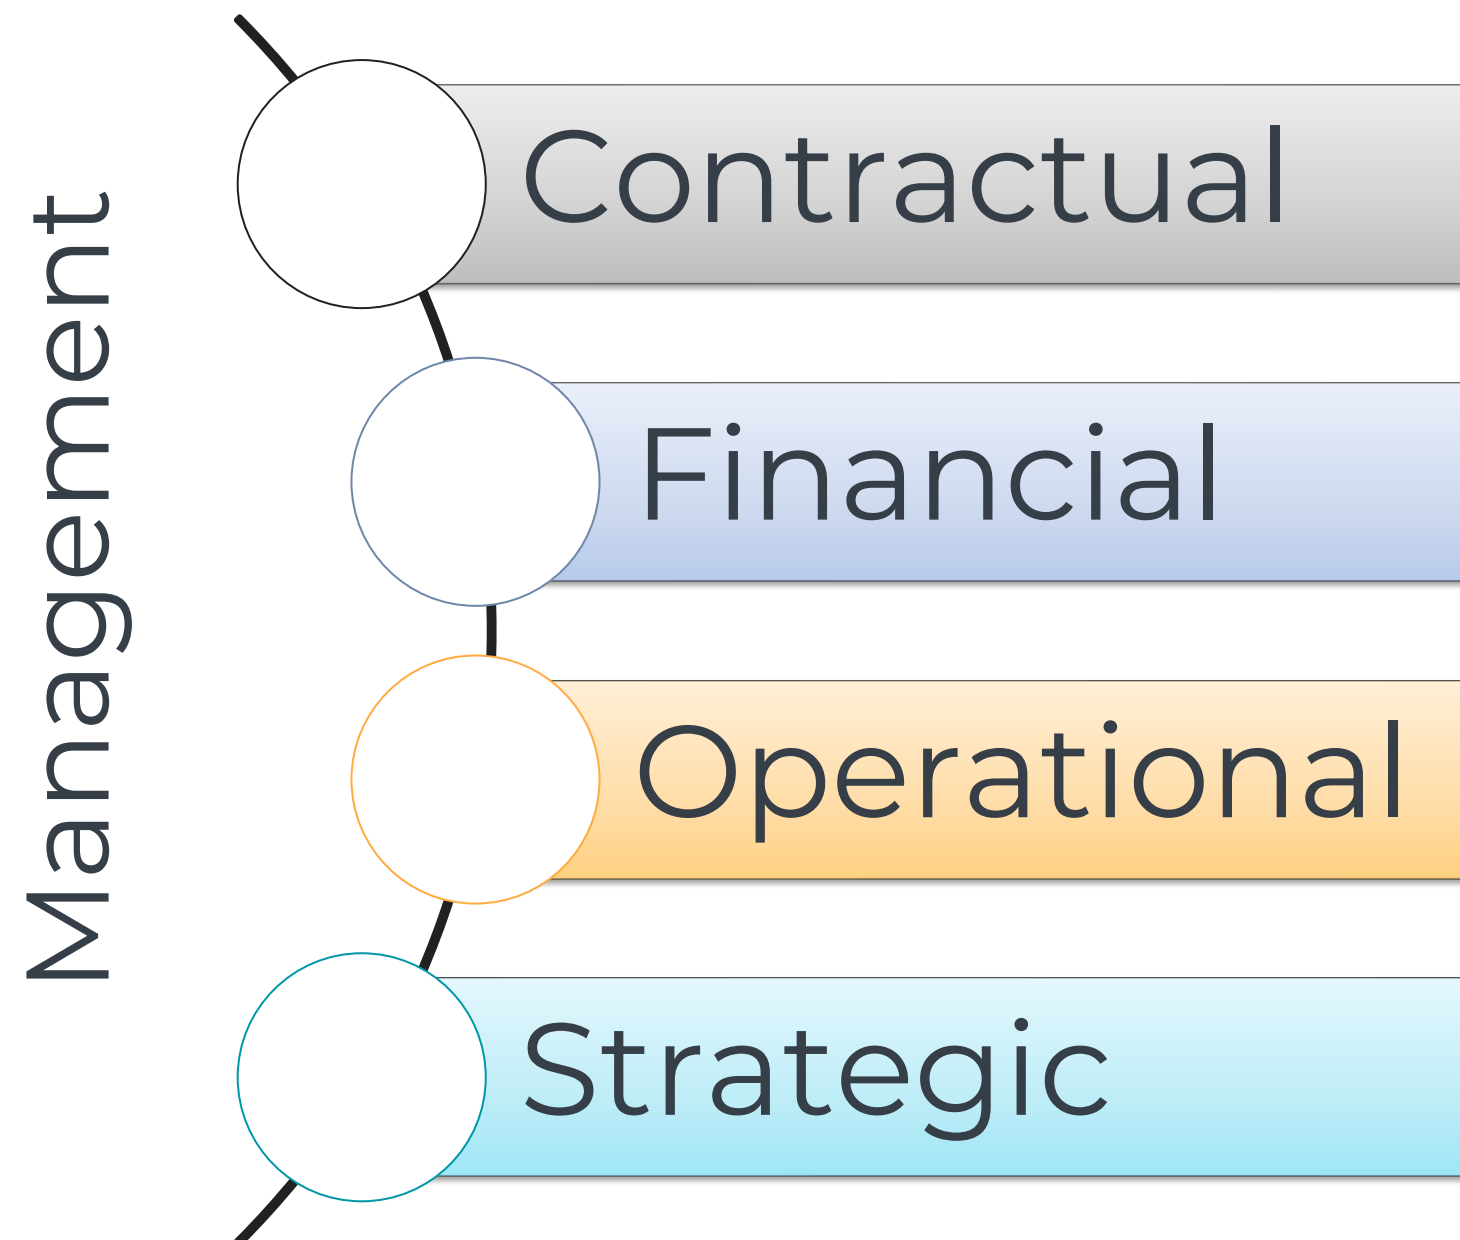 Management
Contractual
Financial
Operational
Strategic